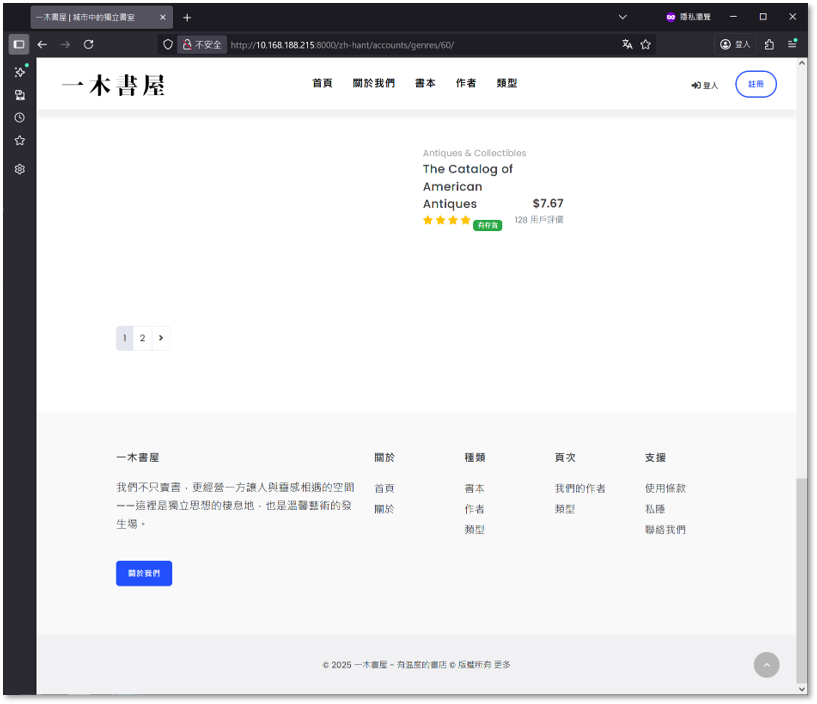 一木書屋 | 城市中的獨立書室
隱私瀏覽
不安全
http://10.168.188.215:8000/zh-hant/accounts/genres/60/
登入
一木書屋
首頁 關於我們 書本 作者 類型
登入
註冊
Antiques & Collectibles
The Catalog of
American
Antiques
$7.67
有存貨
128 用戶評價
1 2
一木書屋
我們不只賣書，更經營一方讓人與靈感相遇的空間
——這裡是獨立思想的棲息地，也是溫馨藝術的發
生場。
關於我們
關於
首頁
關於
種類
書本
作者
類型
頁次
我們的作者
類型
支援
使用條款
私隱
聯絡我們
© 2025 一木書屋 - 有溫度的書店 © 版權所有 更多